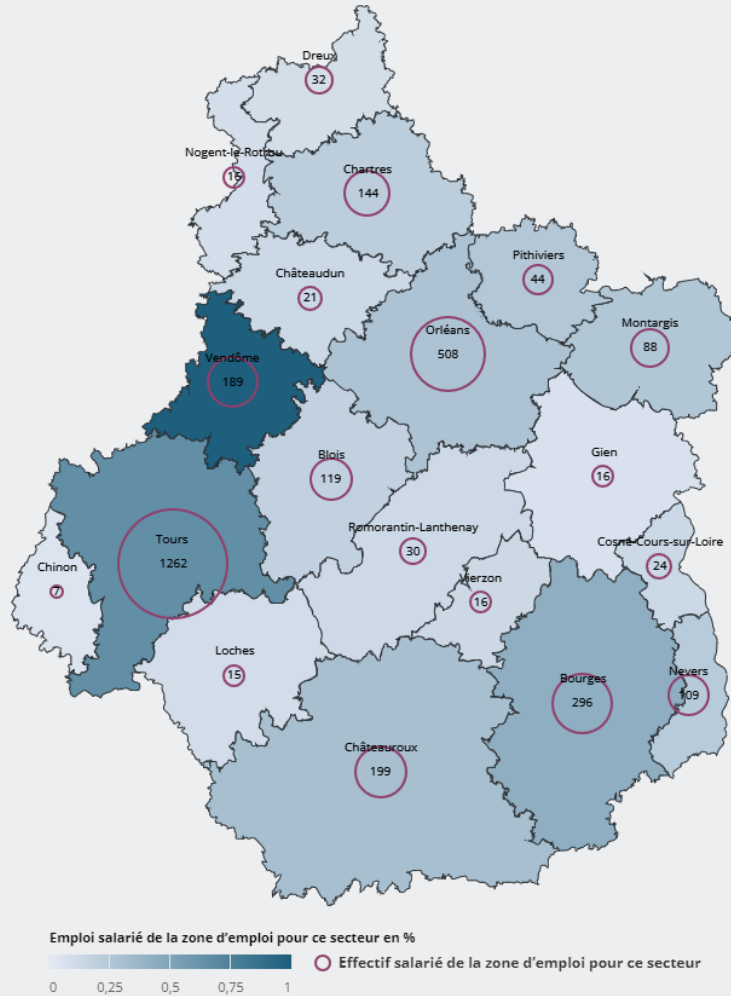 Dreux
32
Nogent-le-Rotrou
16
Chartres
144
Pithiviers
44
Châteaudun
21
Orléans
508
Montargis
88
Vendôme
189
Blois
119
Gien
16
Romorantin-Lanthenay
30
Tours
1262
Cosne-Cours-sur-Loire
24
Chinon
7
Vierzon
16
Loches
15
Bourges
296
Nevers
109
Châteauroux
199
Emploi salarié de la zone d’emploi pour ce secteur en %
0 0,25 0,5 0,75 1
Effectif salarié de la zone d’emploi pour ce secteur